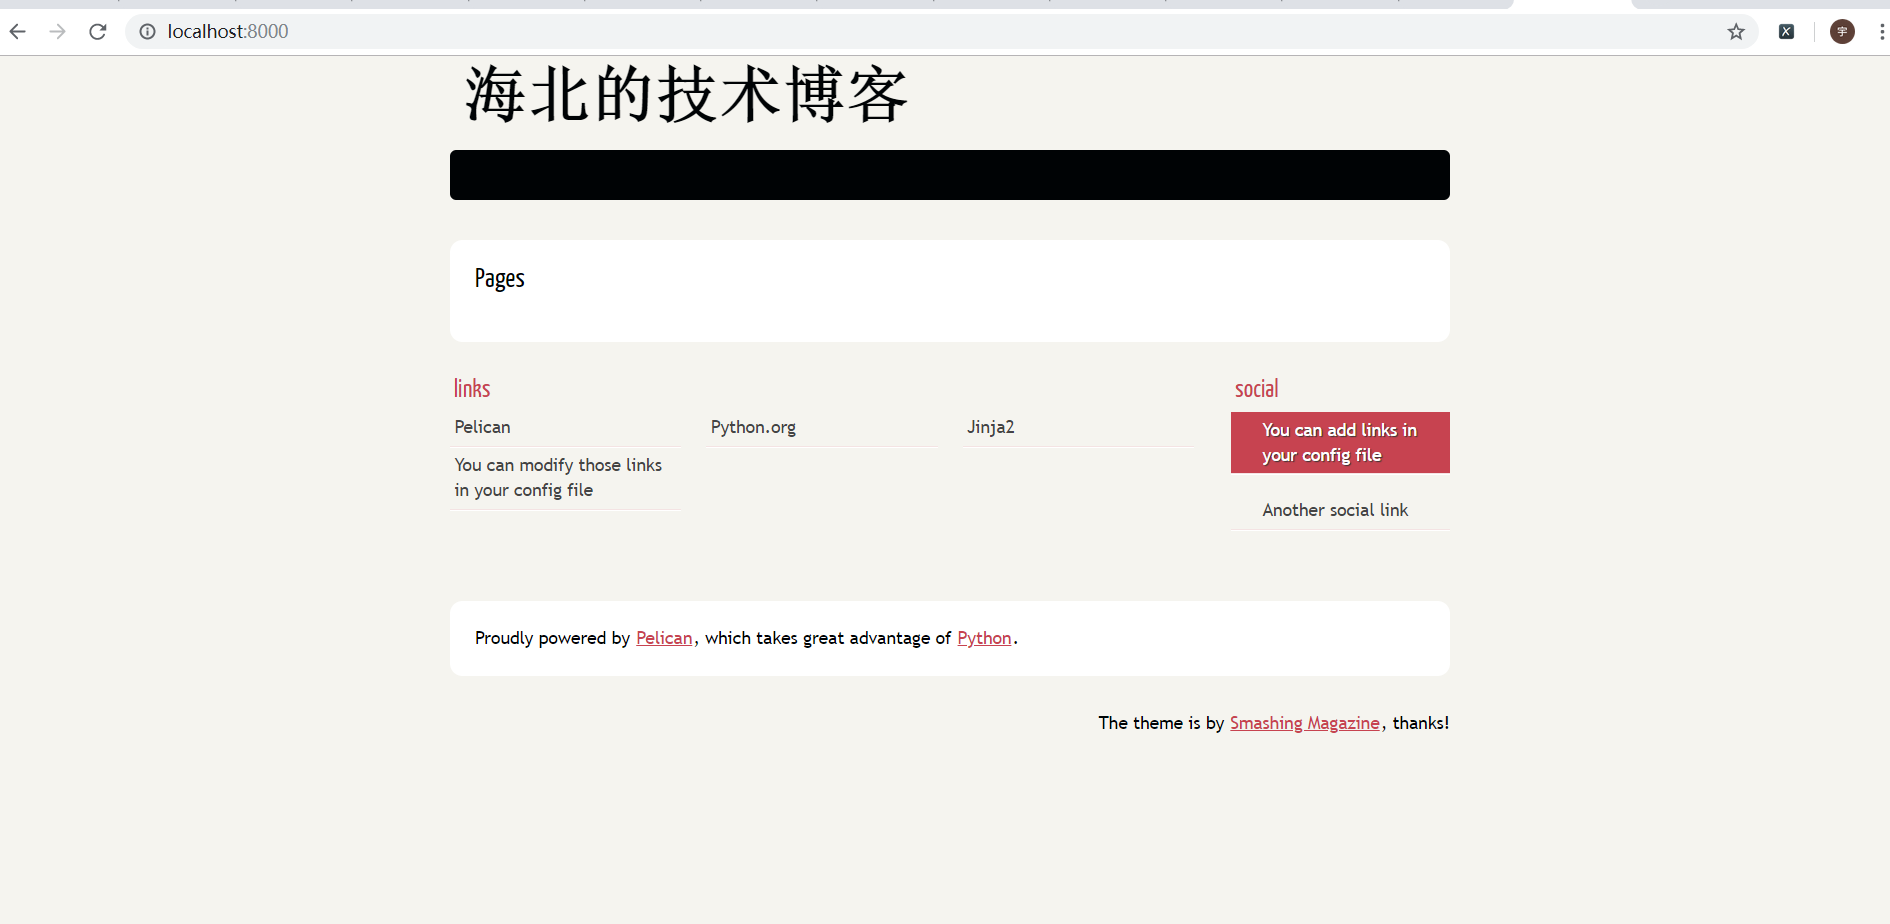 localhost:8000
宇
海北的技术博客
Pages
links
social
Pelican
Python.org
Jinja2
You can add links in
your config file
You can modify those links
in your config file
Another social link
Proudly powered by Pelican, which takes great advantage of Python.
The theme is by Smashing Magazine, thanks!